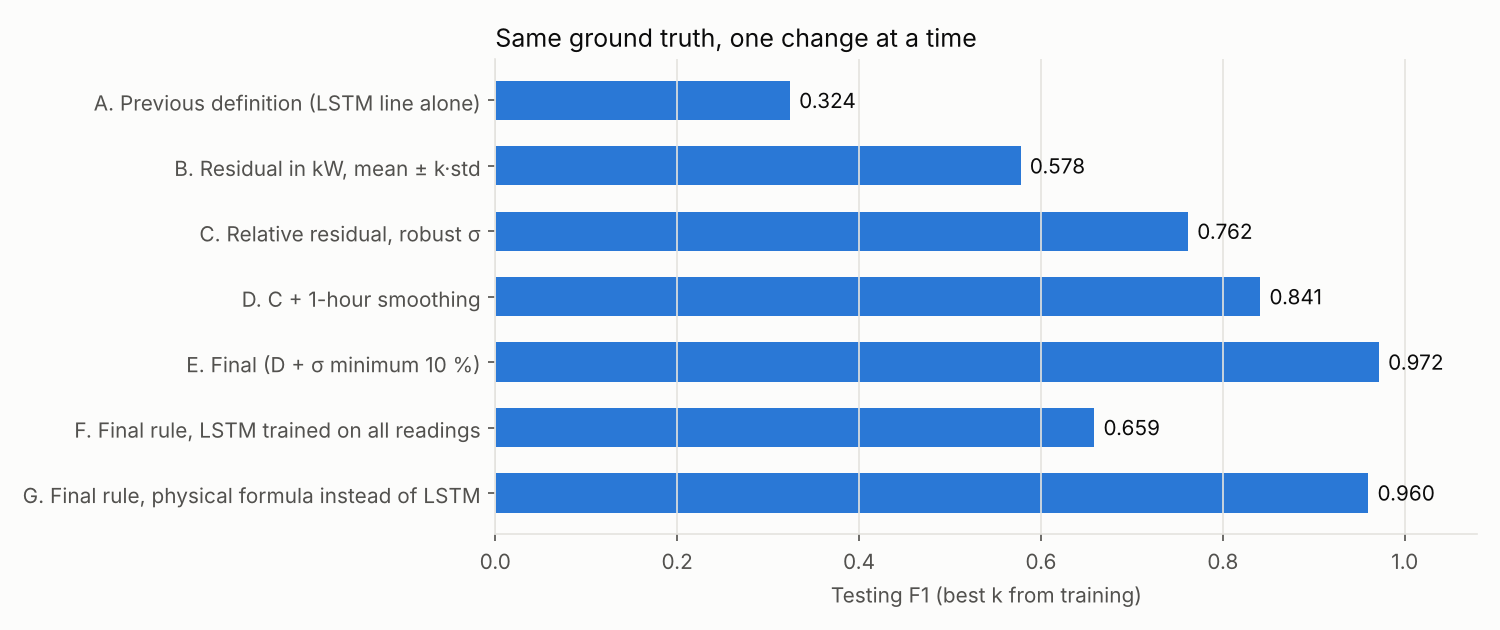 Same ground truth, one change at a time
A. Previous definition (LSTM line alone)
0.324
B. Residual in kW, mean ± k·std
0.578
C. Relative residual, robust σ
0.762
D. C + 1-hour smoothing
0.841
E. Final (D + σ minimum 10 %)
0.972
F. Final rule, LSTM trained on all readings
0.659
G. Final rule, physical formula instead of LSTM
0.960
0.0 0.2 0.4 0.6 0.8 1.0
Testing F1 (best k from training)